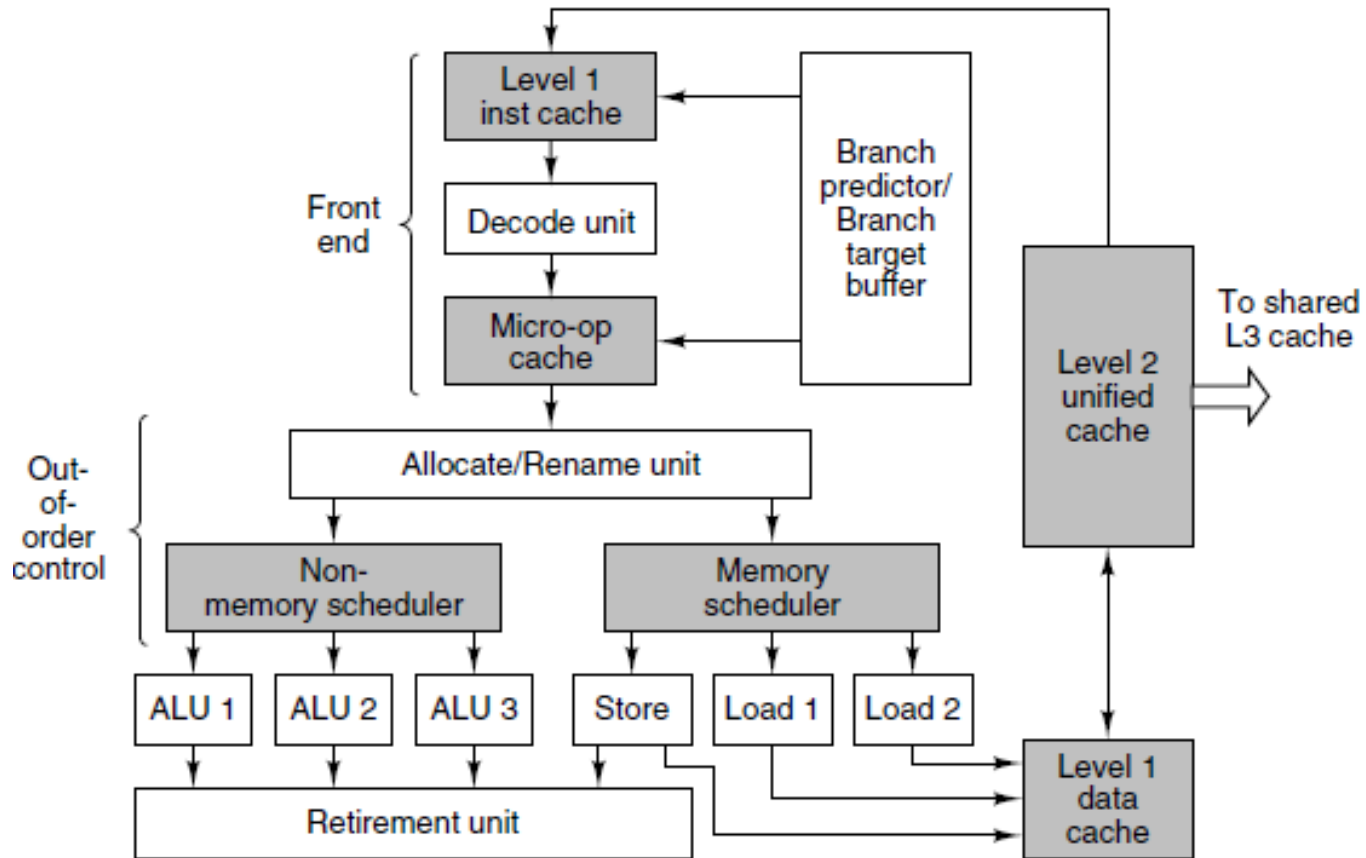 Level 1
inst cache
Front
end
Decode unit
Micro-op
cache
Branch
predictor/
Branch
target
buffer
Level 2
unified
cache
To shared
L3 cache
Out-
of-
order
control
Allocate/Rename unit
Non-
memory scheduler
Memory
scheduler
ALU 1
ALU 2
ALU 3
Store
Load 1
Load 2
Retirement unit
Level 1
data
cache